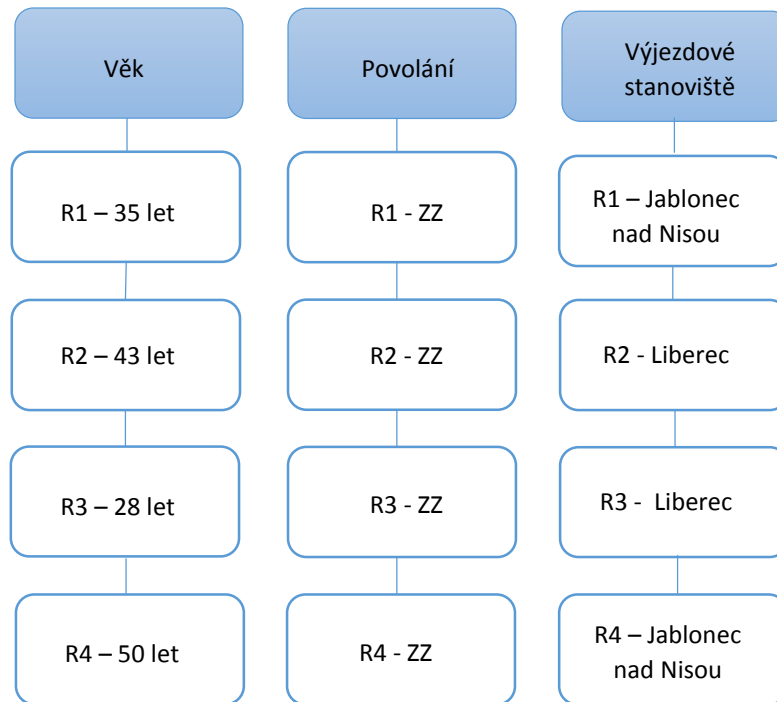 Věk
R1 – 35 let
R2 – 43 let
R3 – 28 let
R4 – 50 let
Povolání
R1 - ZZ
R2 - ZZ
R3 - ZZ
R4 - ZZ
Výjezdové
stanoviště
R1 – Jablonec
nad Nisou
R2 - Liberec
R3 -  Liberec
R4 – Jablonec
nad Nisou